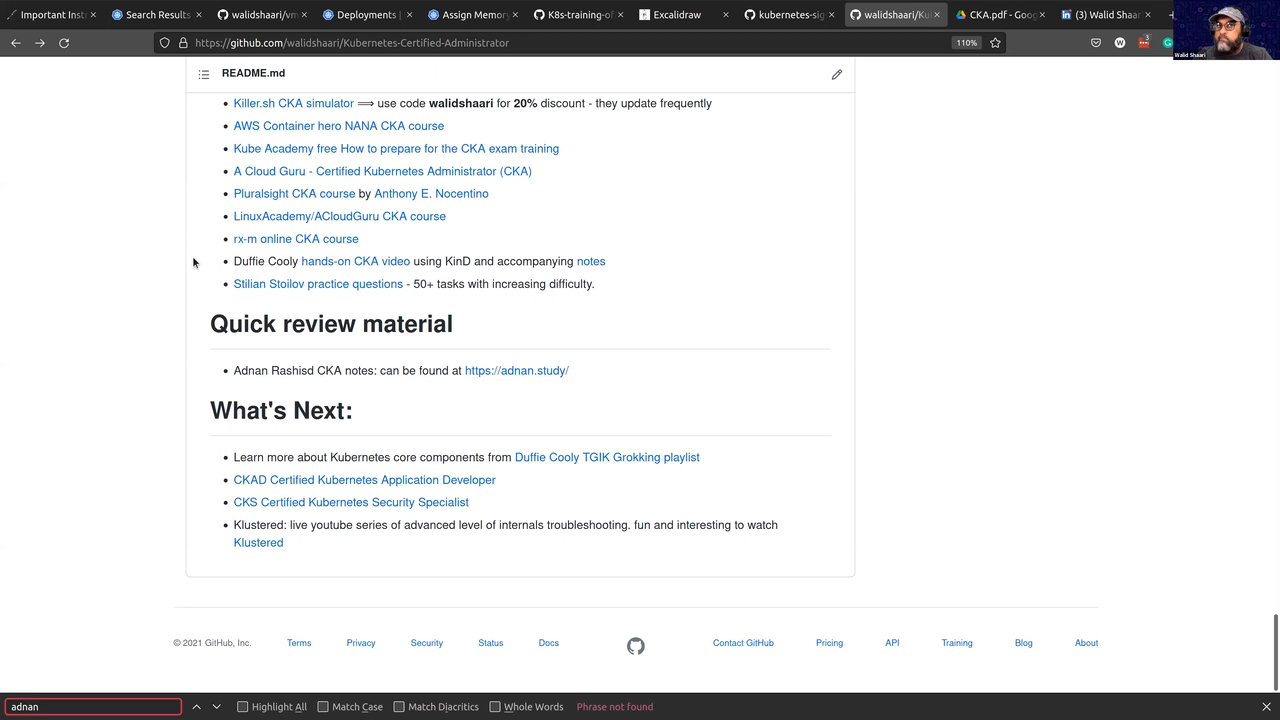 Important Inst
Search Results
walidshaari/vm
Deployments |
Assign Memory
K8s-training-of
Excalidraw
kubernetes-sig
walidshaari/Ku
CKA.pdf - Goog
(3) Walid Shaar
https://github.com/walidshaari/Kubernetes-Certified-Administrator
110%
Walid Shaari
README.md
Killer.sh CKA simulator ⟹ use code walidshaari for 20% discount - they update frequently
AWS Container hero NANA CKA course
Kube Academy free How to prepare for the CKA exam training
A Cloud Guru - Certified Kubernetes Administrator (CKA)
Pluralsight CKA course by Anthony E. Nocentino
LinuxAcademy/ACloudGuru CKA course
rx-m online CKA course
Duffie Cooly hands-on CKA video using KinD and accompanying notes
Stilian Stoilov practice questions - 50+ tasks with increasing difficulty.
Quick review material
Adnan Rashisd CKA notes: can be found at https://adnan.study/
What's Next:
Learn more about Kubernetes core components from Duffie Cooly TGIK Grokking playlist
CKAD Certified Kubernetes Application Developer
CKS Certified Kubernetes Security Specialist
Klustered: live youtube series of advanced level of internals troubleshooting. fun and interesting to watch
Klustered
© 2021 GitHub, Inc.
Terms
Privacy
Security
Status
Docs
Contact GitHub
Pricing
API
Training
Blog
About
adnan
Highlight All
Match Case
Match Diacritics
Whole Words
Phrase not found